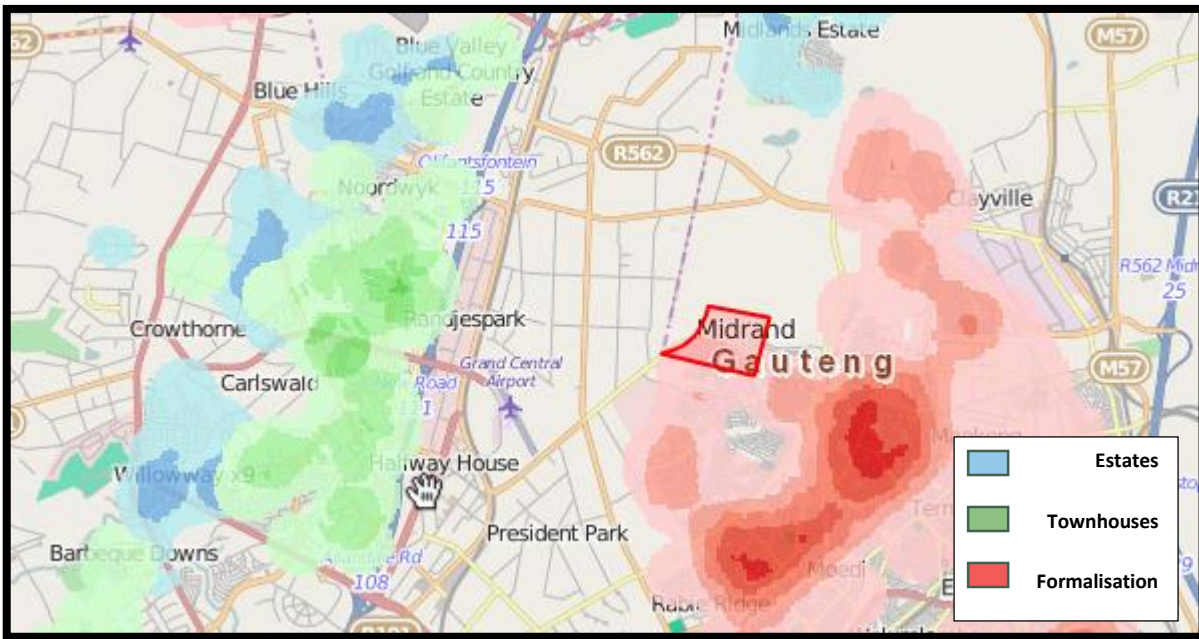 Midlands Estate
M57
Blue Valley
Golf and Country
Estate
Blue Hills
Olifantsfontein
115
R562
Noordwyk
Clayville
115
R562
25
Crowthorne
Randjespark
Midrand
Gauteng
Grand Central
Airport
M57
Carlswald
New Road
Halfway House
Willowway x9
President Park
Barbeque Downs
Allandale Rd
108
Moedi
Rabie Ridge
R101
Estates
Townhouses
Formalisation